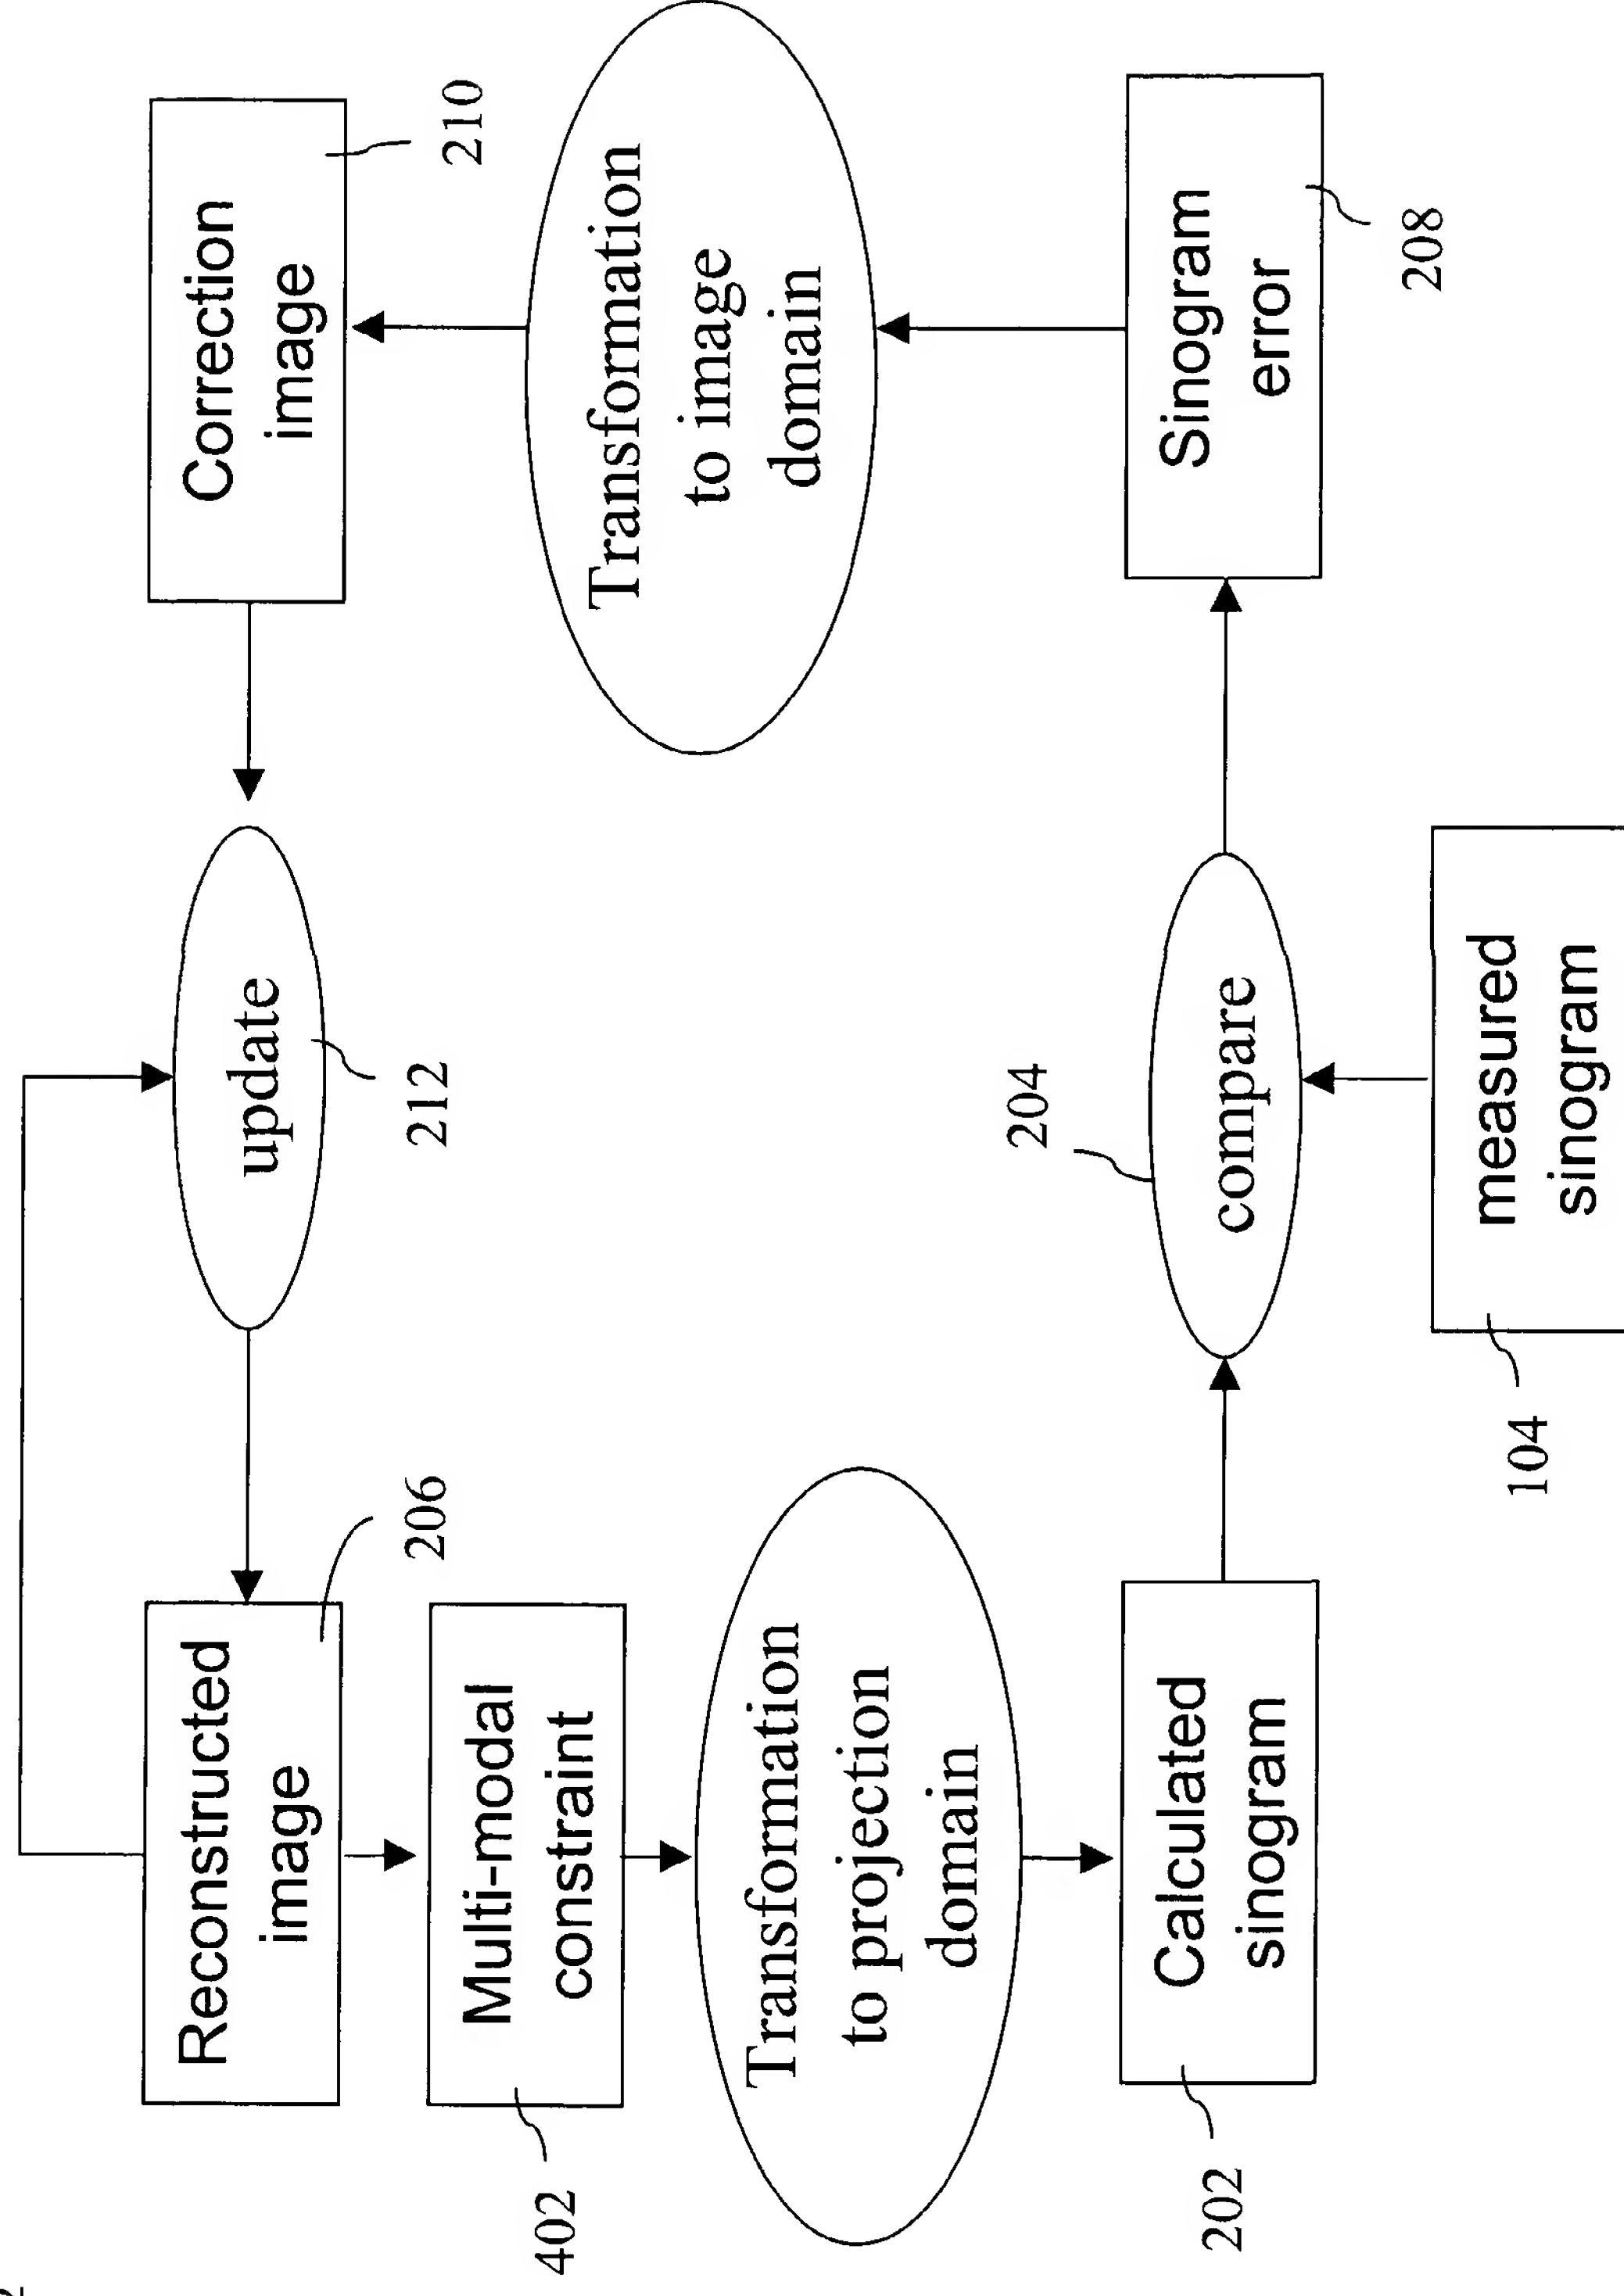 Reconstructed
image
206
update
212
Correction
image
210
402
Multi-modal
constraint
Transformation
to projection
domain
Transformation
to image
domain
202
Calculated
sinogram
204
compare
Sinogram
error
208
104
measured
sinogram